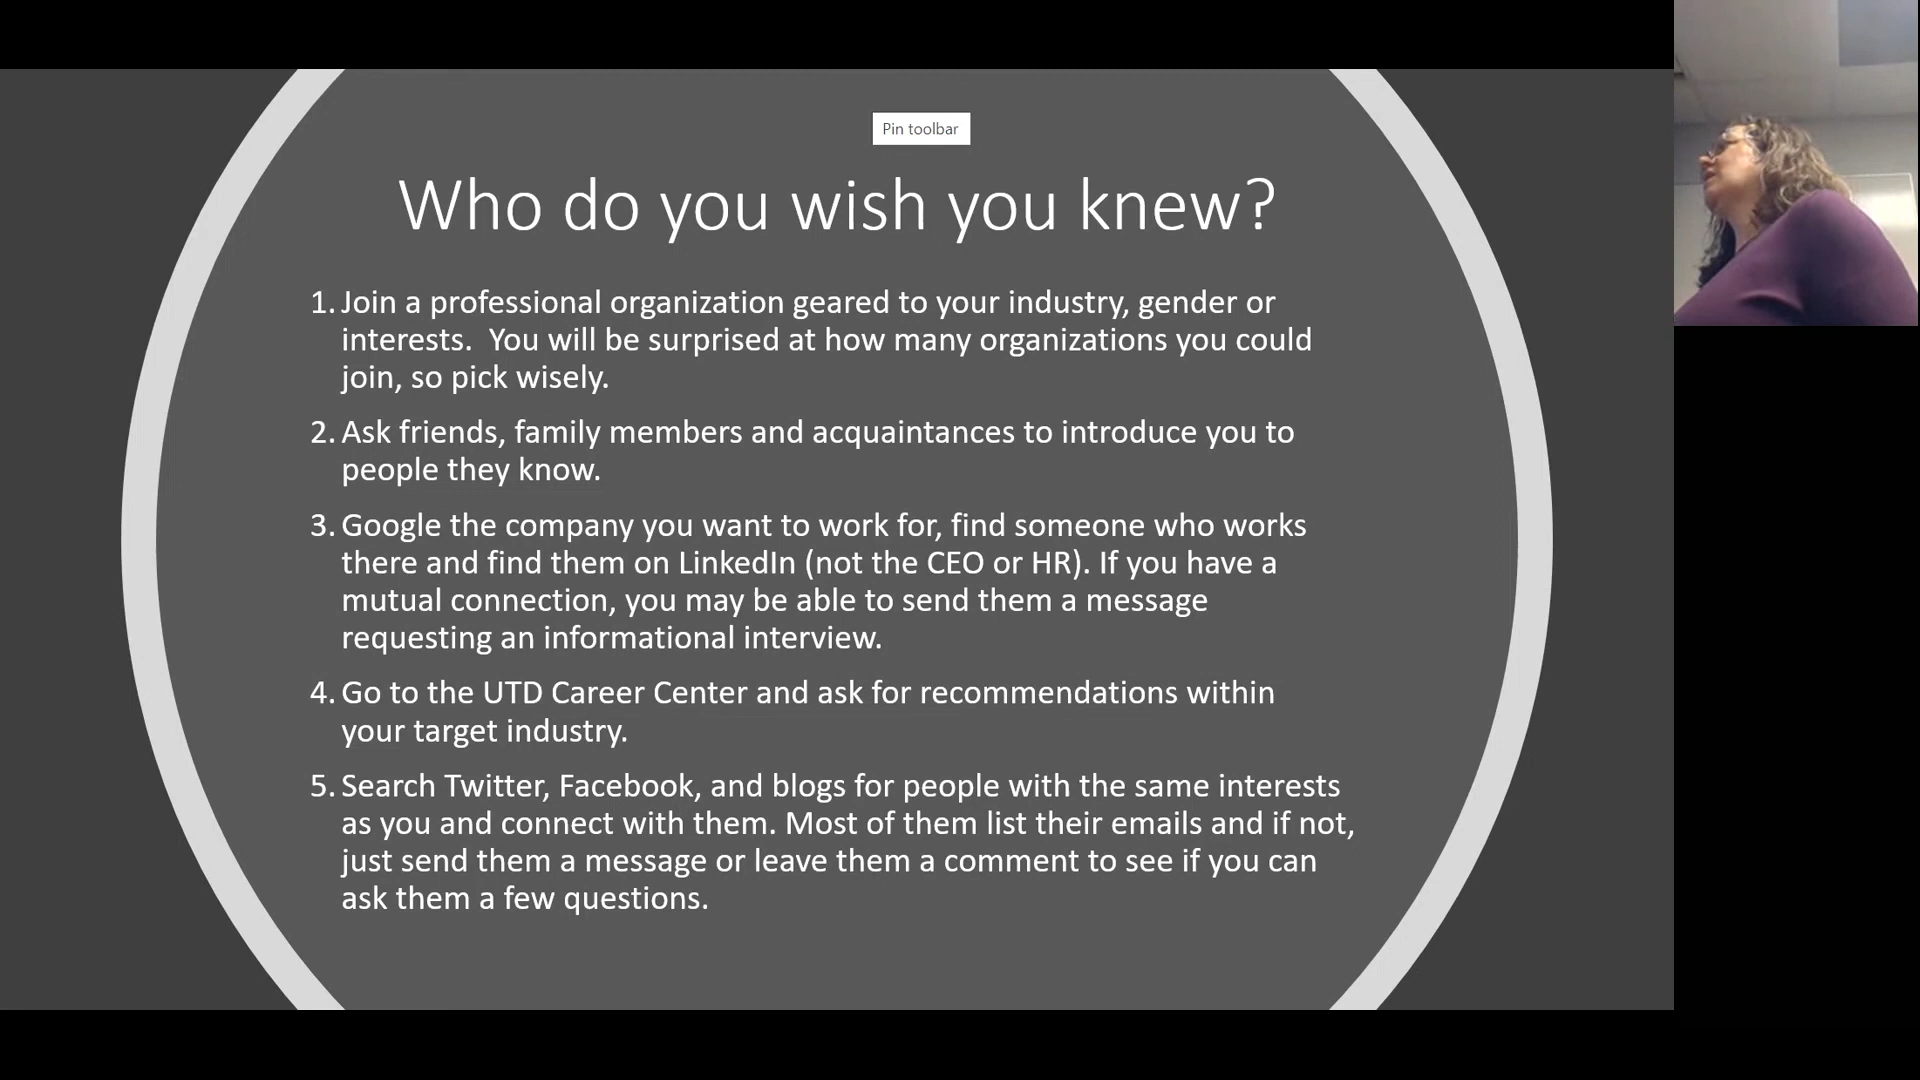 Pin toolbar
Who do you wish you knew?
1. Join a professional organization geared to your industry, gender or
interests.  You will be surprised at how many organizations you could
join, so pick wisely.
2. Ask friends, family members and acquaintances to introduce you to
people they know.
3. Google the company you want to work for, find someone who works
there and find them on LinkedIn (not the CEO or HR). If you have a
mutual connection, you may be able to send them a message
requesting an informational interview.
4. Go to the UTD Career Center and ask for recommendations within
your target industry.
5. Search Twitter, Facebook, and blogs for people with the same interests
as you and connect with them. Most of them list their emails and if not,
just send them a message or leave them a comment to see if you can
ask them a few questions.